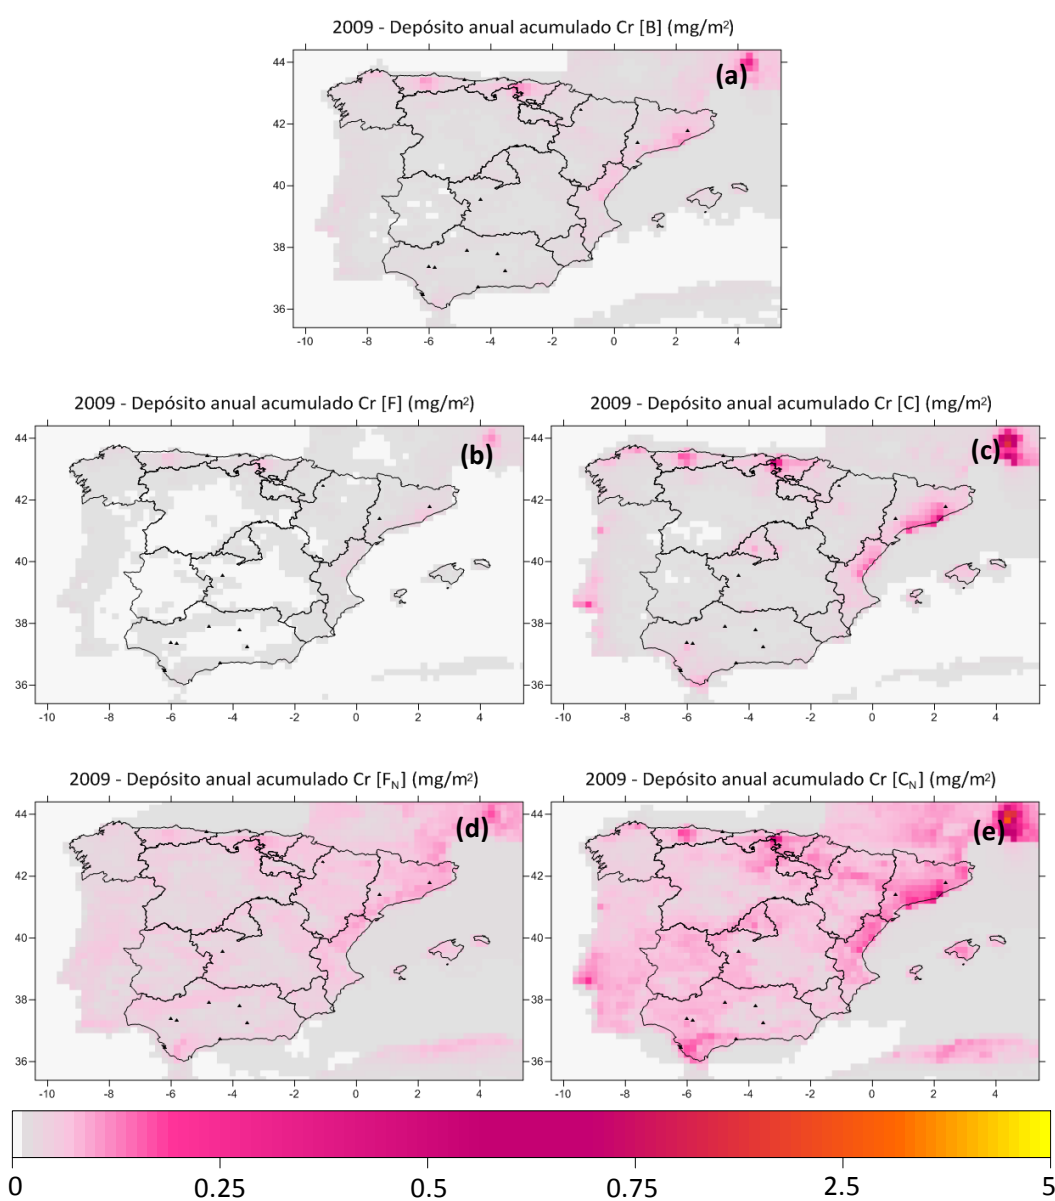 2009 - Depósito anual acumulado Cr [B] (mg/m²)
(a)
44
42
40
38
36
-10 -8 -6 -4 -2 0 2 4
2009 - Depósito anual acumulado Cr [F] (mg/m²)
2009 - Depósito anual acumulado Cr [C] (mg/m²)
(b)
(c)
44
42
40
38
36
-10 -8 -6 -4 -2 0 2 4
44
42
40
38
36
-10 -8 -6 -4 -2 0 2 4
2009 - Depósito anual acumulado Cr [F_N] (mg/m²)
2009 - Depósito anual acumulado Cr [C_N] (mg/m²)
(d)
(e)
44
42
40
38
36
-10 -8 -6 -4 -2 0 2 4
44
42
40
38
36
-10 -8 -6 -4 -2 0 2 4
0 0.25 0.5 0.75 2.5 5